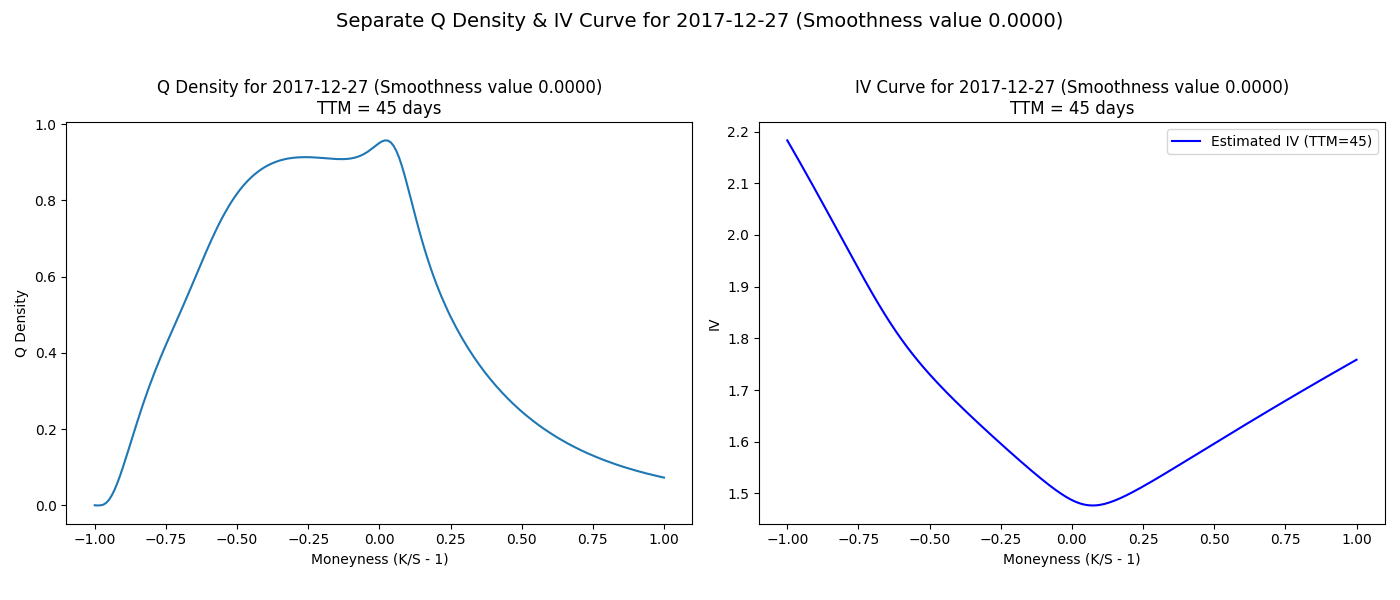 Separate Q Density & IV Curve for 2017-12-27 (Smoothness value 0.0000)
Q Density for 2017-12-27 (Smoothness value 0.0000)
TTM = 45 days
1.0
0.8
0.6
0.4
0.2
0.0
Q Density
−1.00 −0.75 −0.50 −0.25 0.00 0.25 0.50 0.75 1.00
Moneyness (K/S - 1)
IV Curve for 2017-12-27 (Smoothness value 0.0000)
TTM = 45 days
Estimated IV (TTM=45)
2.2
2.1
2.0
1.9
1.8
1.7
1.6
1.5
IV
−1.00 −0.75 −0.50 −0.25 0.00 0.25 0.50 0.75 1.00
Moneyness (K/S - 1)